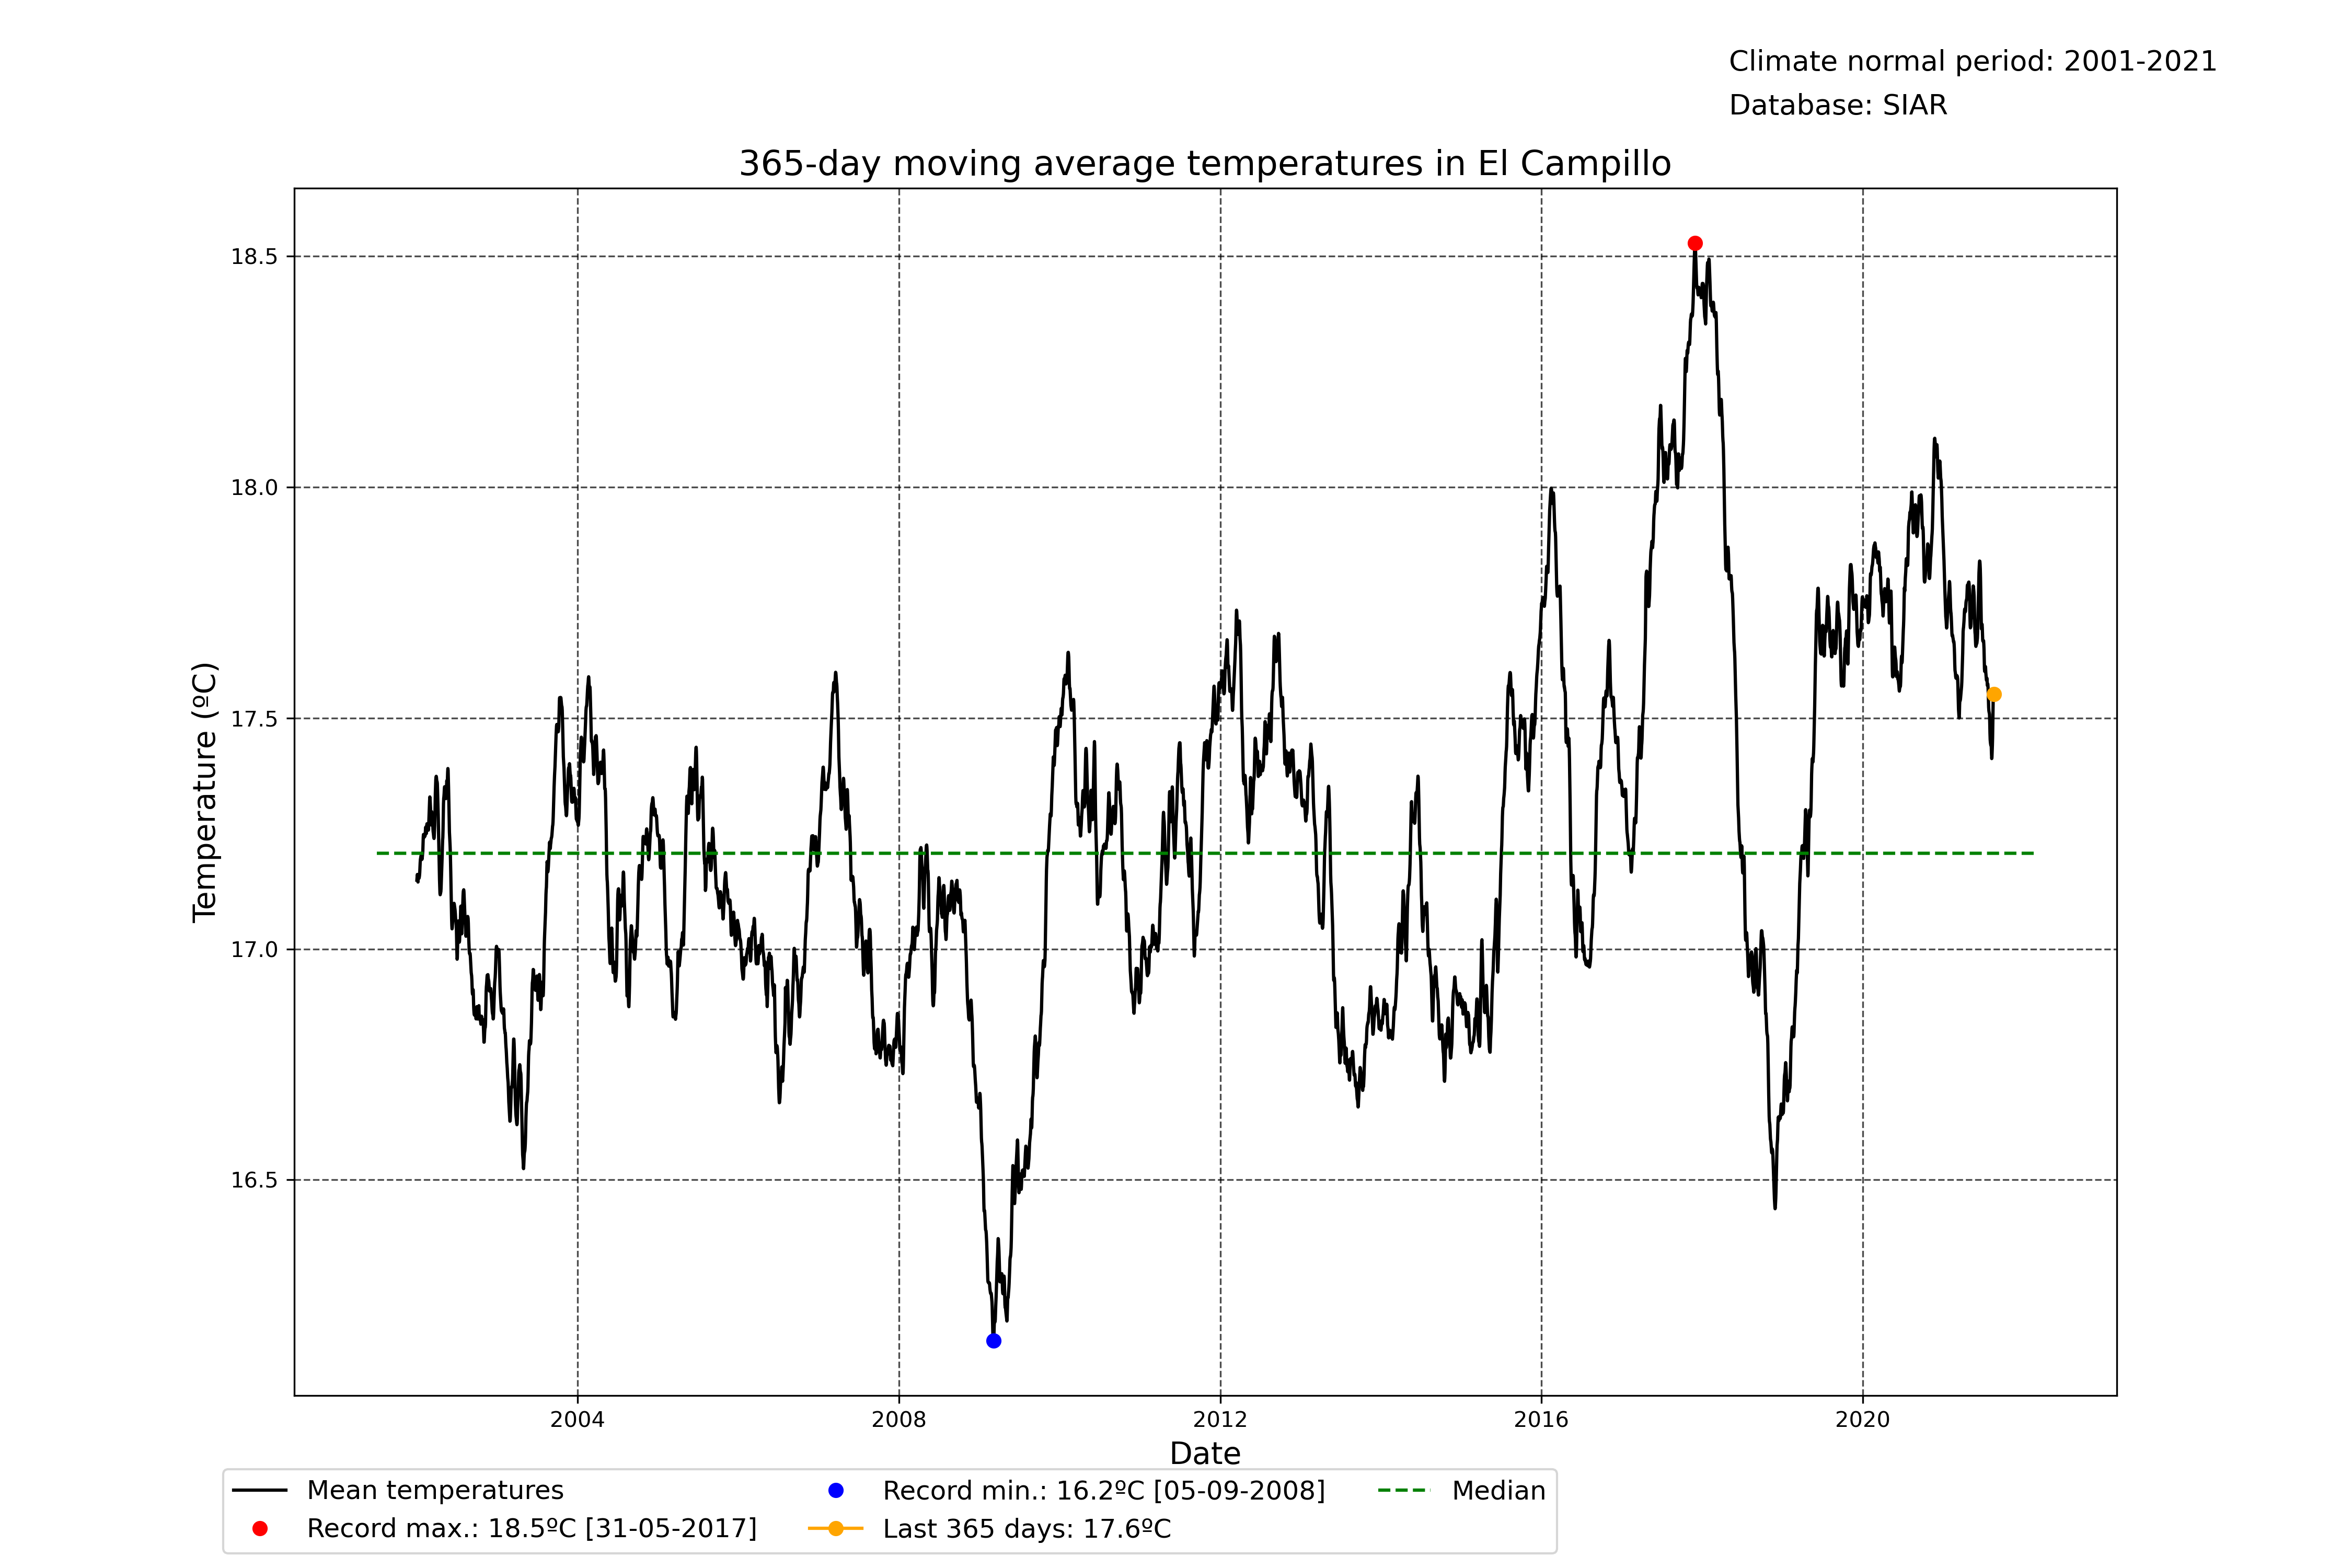 Climate normal period: 2001-2021
Database: SIAR
365-day moving average temperatures in El Campillo
18.5
18.0
17.5
17.0
16.5
Temperature (ºC)
2004 2008 2012 2016 2020
Date
Mean temperatures
Record max.: 18.5ºC [31-05-2017]
Record min.: 16.2ºC [05-09-2008]
Last 365 days: 17.6ºC
Median